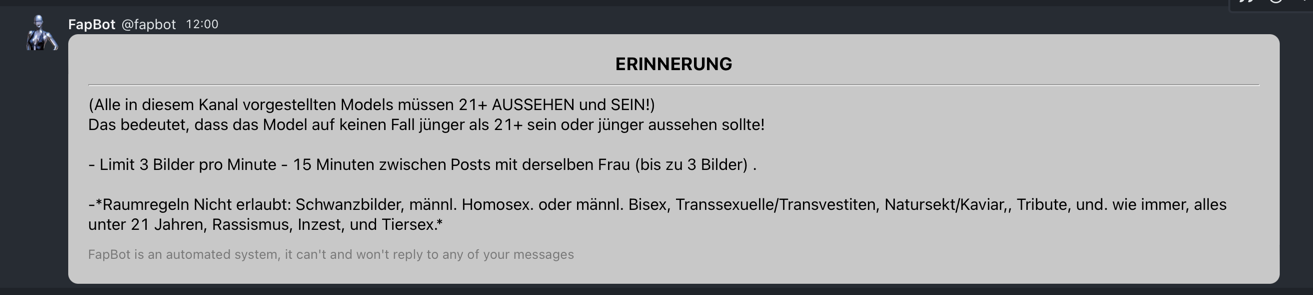 FapBot @fapbot 12:00
ERINNERUNG
(Alle in diesem Kanal vorgestellten Models müssen 21+ AUSSEHEN und SEIN!)
Das bedeutet, dass das Model auf keinen Fall jünger als 21+ sein oder jünger aussehen sollte!
- Limit 3 Bilder pro Minute - 15 Minuten zwischen Posts mit derselben Frau (bis zu 3 Bilder) .
-*Raumregeln Nicht erlaubt: Schwanzbilder, männl. Homosex. oder männl. Bisex, Transsexuelle/Transvestiten, Natursekt/Kaviar,, Tribute, und. wie immer, alles
unter 21 Jahren, Rassismus, Inzest, und Tiersex.*
FapBot is an automated system, it can't and won't reply to any of your messages